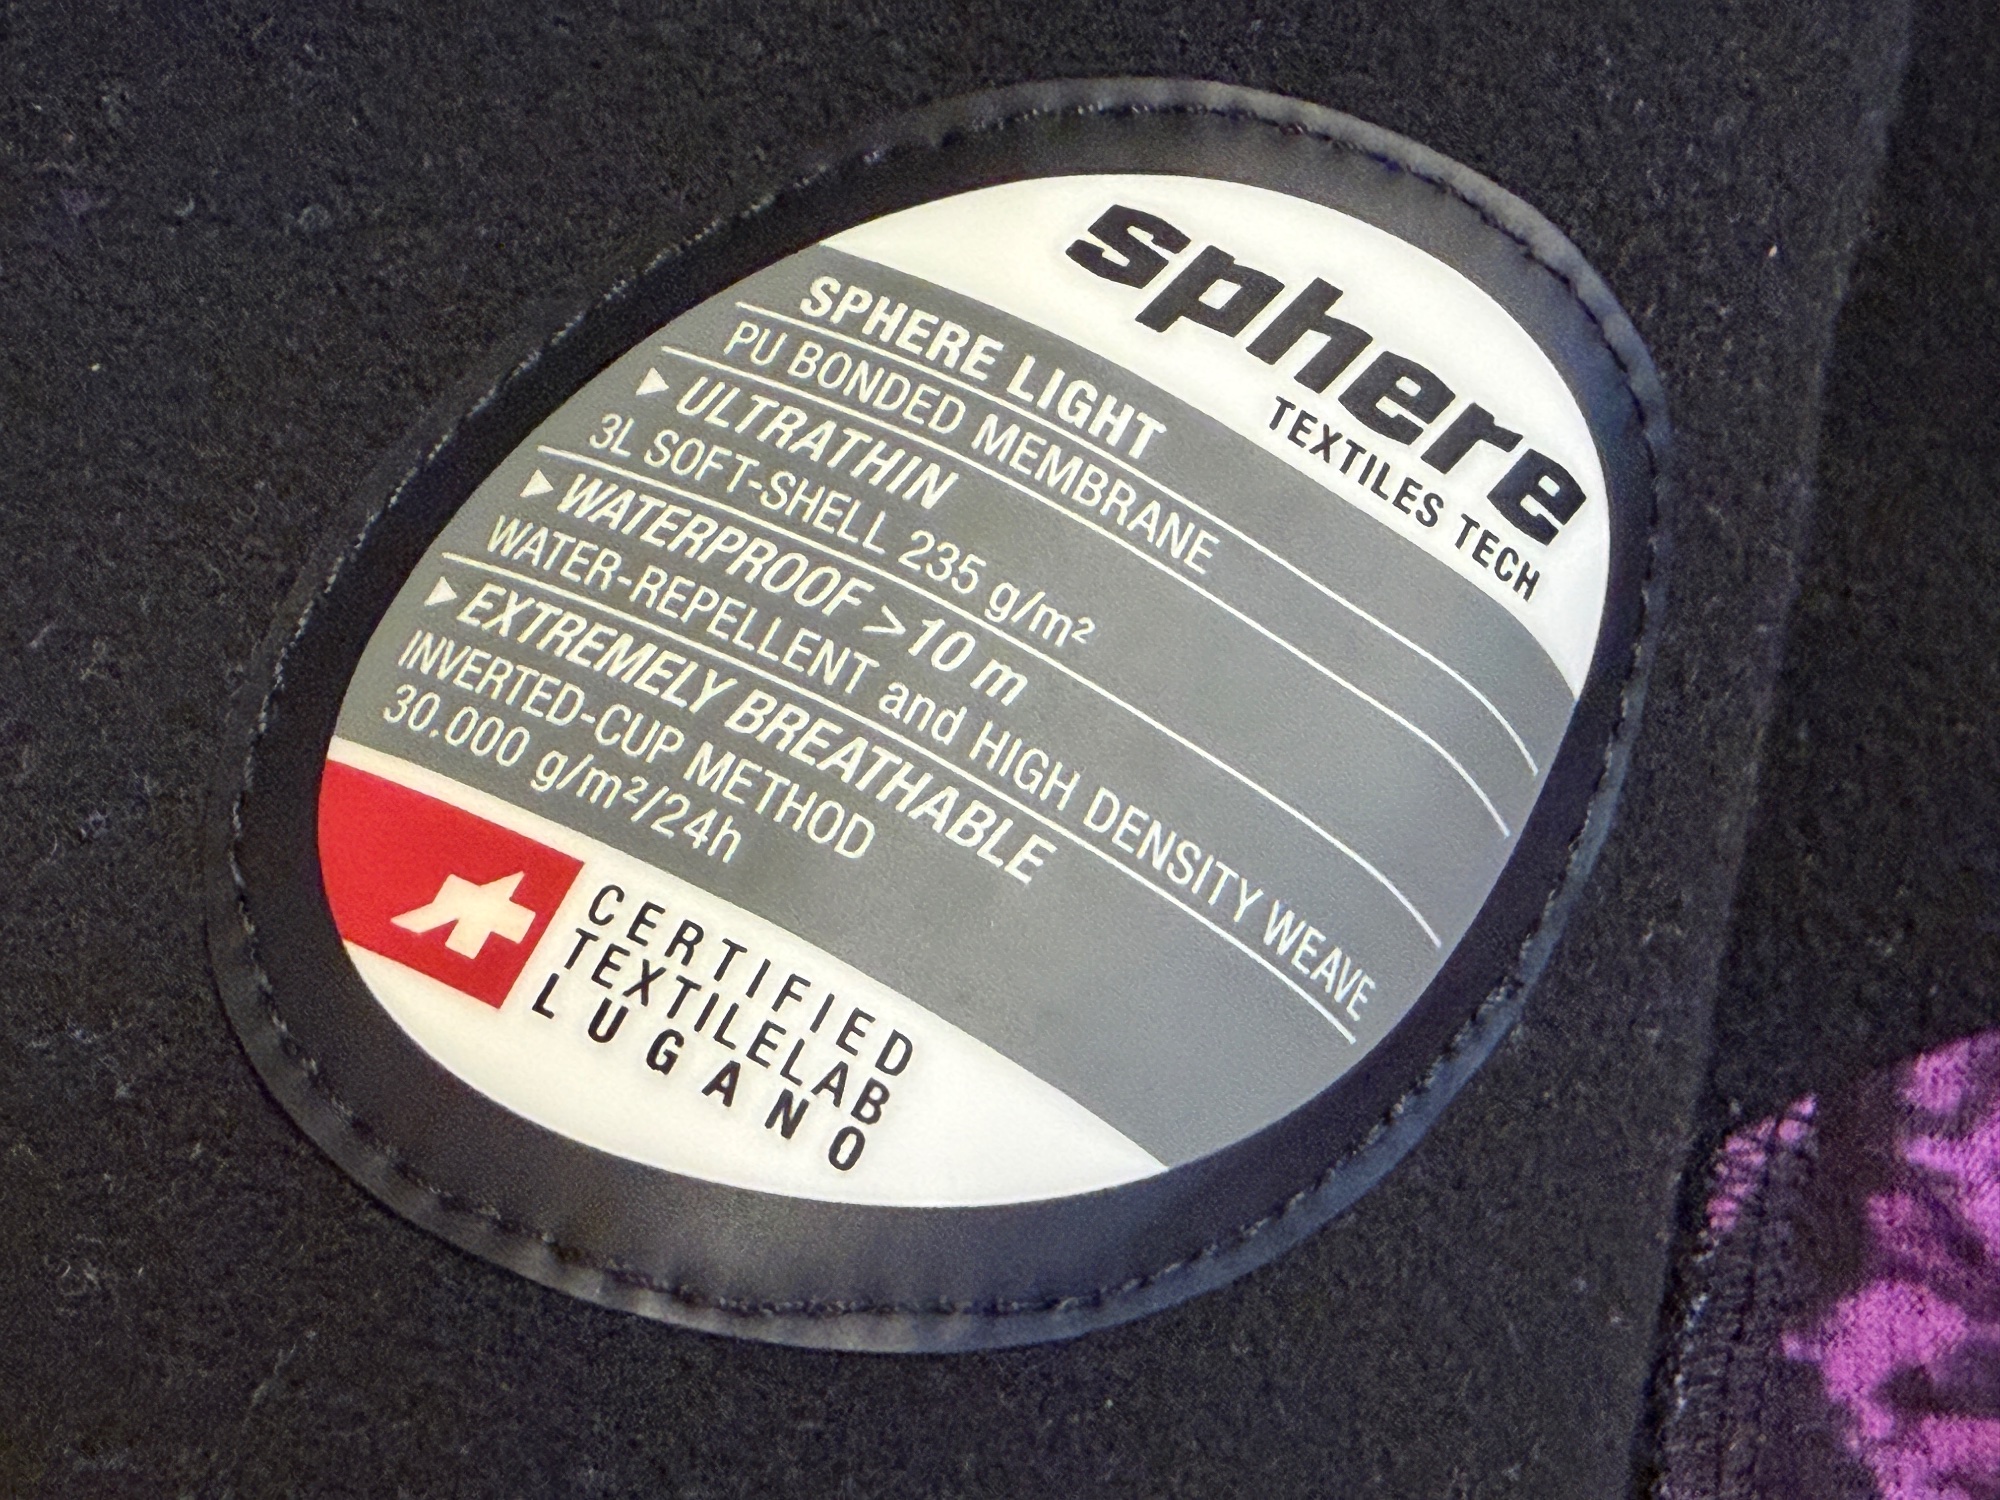 sphere
TEXTILES TECH
SPHERE LIGHT
PU BONDED MEMBRANE
▶ ULTRATHIN
3L SOFT-SHELL 235 g/m²
▶ WATERPROOF >10 m
WATER-REPELLENT and HIGH DENSITY WEAVE
▶ EXTREMELY BREATHABLE
INVERTED-CUP METHOD
30.000 g/m²/24h
CERTIFIED
TEXTILELAB
LUGANO